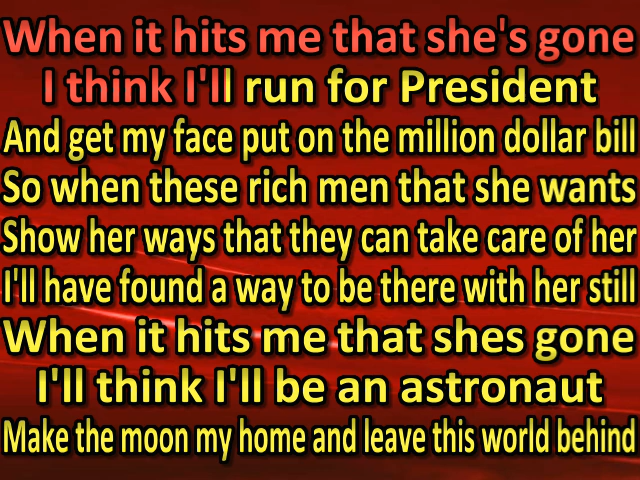 When it hits me that she's gone
I think I'll run for President
And get my face put on the million dollar bill
So when these rich men that she wants
Show her ways that they can take care of her
I'll have found a way to be there with her still
When it hits me that shes gone
I'll think I'll be an astronaut
Make the moon my home and leave this world behind